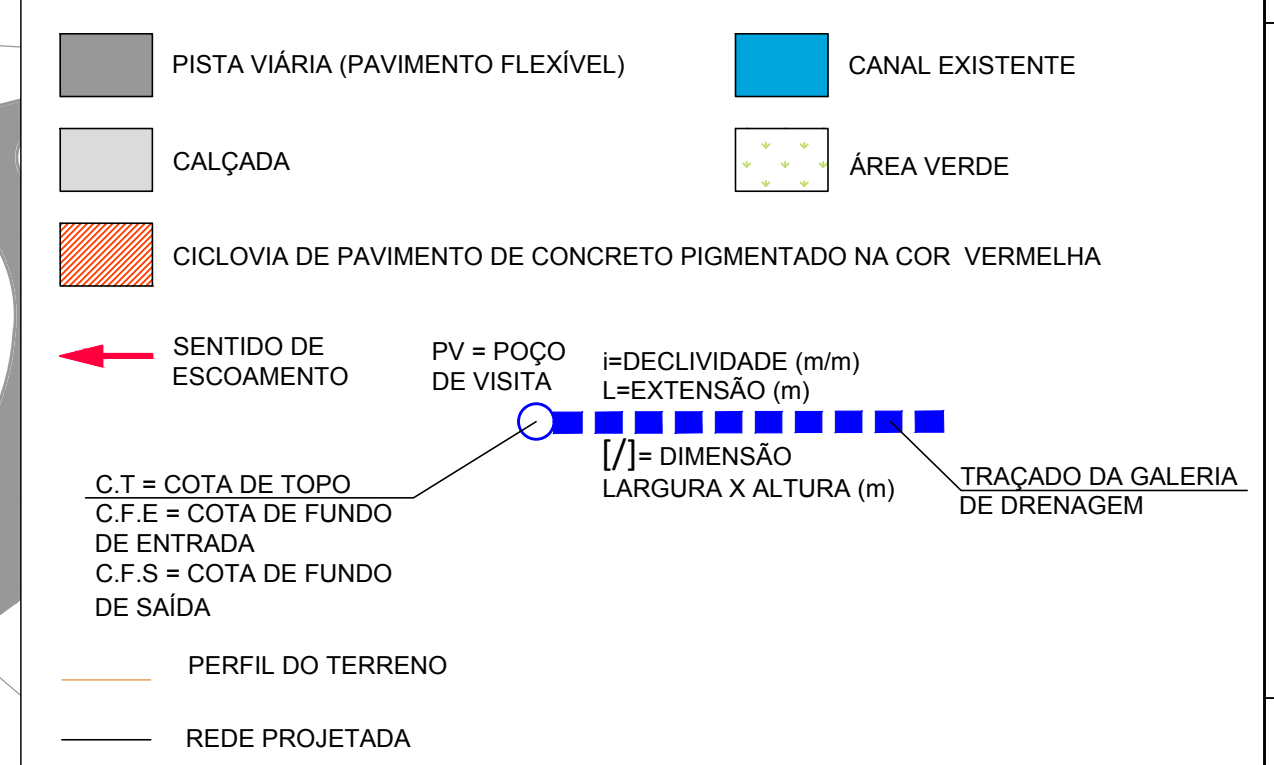 PISTA VIÁRIA (PAVIMENTO FLEXÍVEL)
CANAL EXISTENTE
CALÇADA
ÁREA VERDE
CICLOVIA DE PAVIMENTO DE CONCRETO PIGMENTADO NA COR VERMELHA
SENTIDO DE
ESCOAMENTO
PV = POÇO
DE VISITA
i=DECLIVIDADE (m/m)
L=EXTENSÃO (m)
[/]= DIMENSÃO
LARGURA X ALTURA (m)
C.T = COTA DE TOPO
C.F.E = COTA DE FUNDO
DE ENTRADA
C.F.S = COTA DE FUNDO
DE SAÍDA
TRAÇADO DA GALERIA
DE DRENAGEM
PERFIL DO TERRENO
REDE PROJETADA